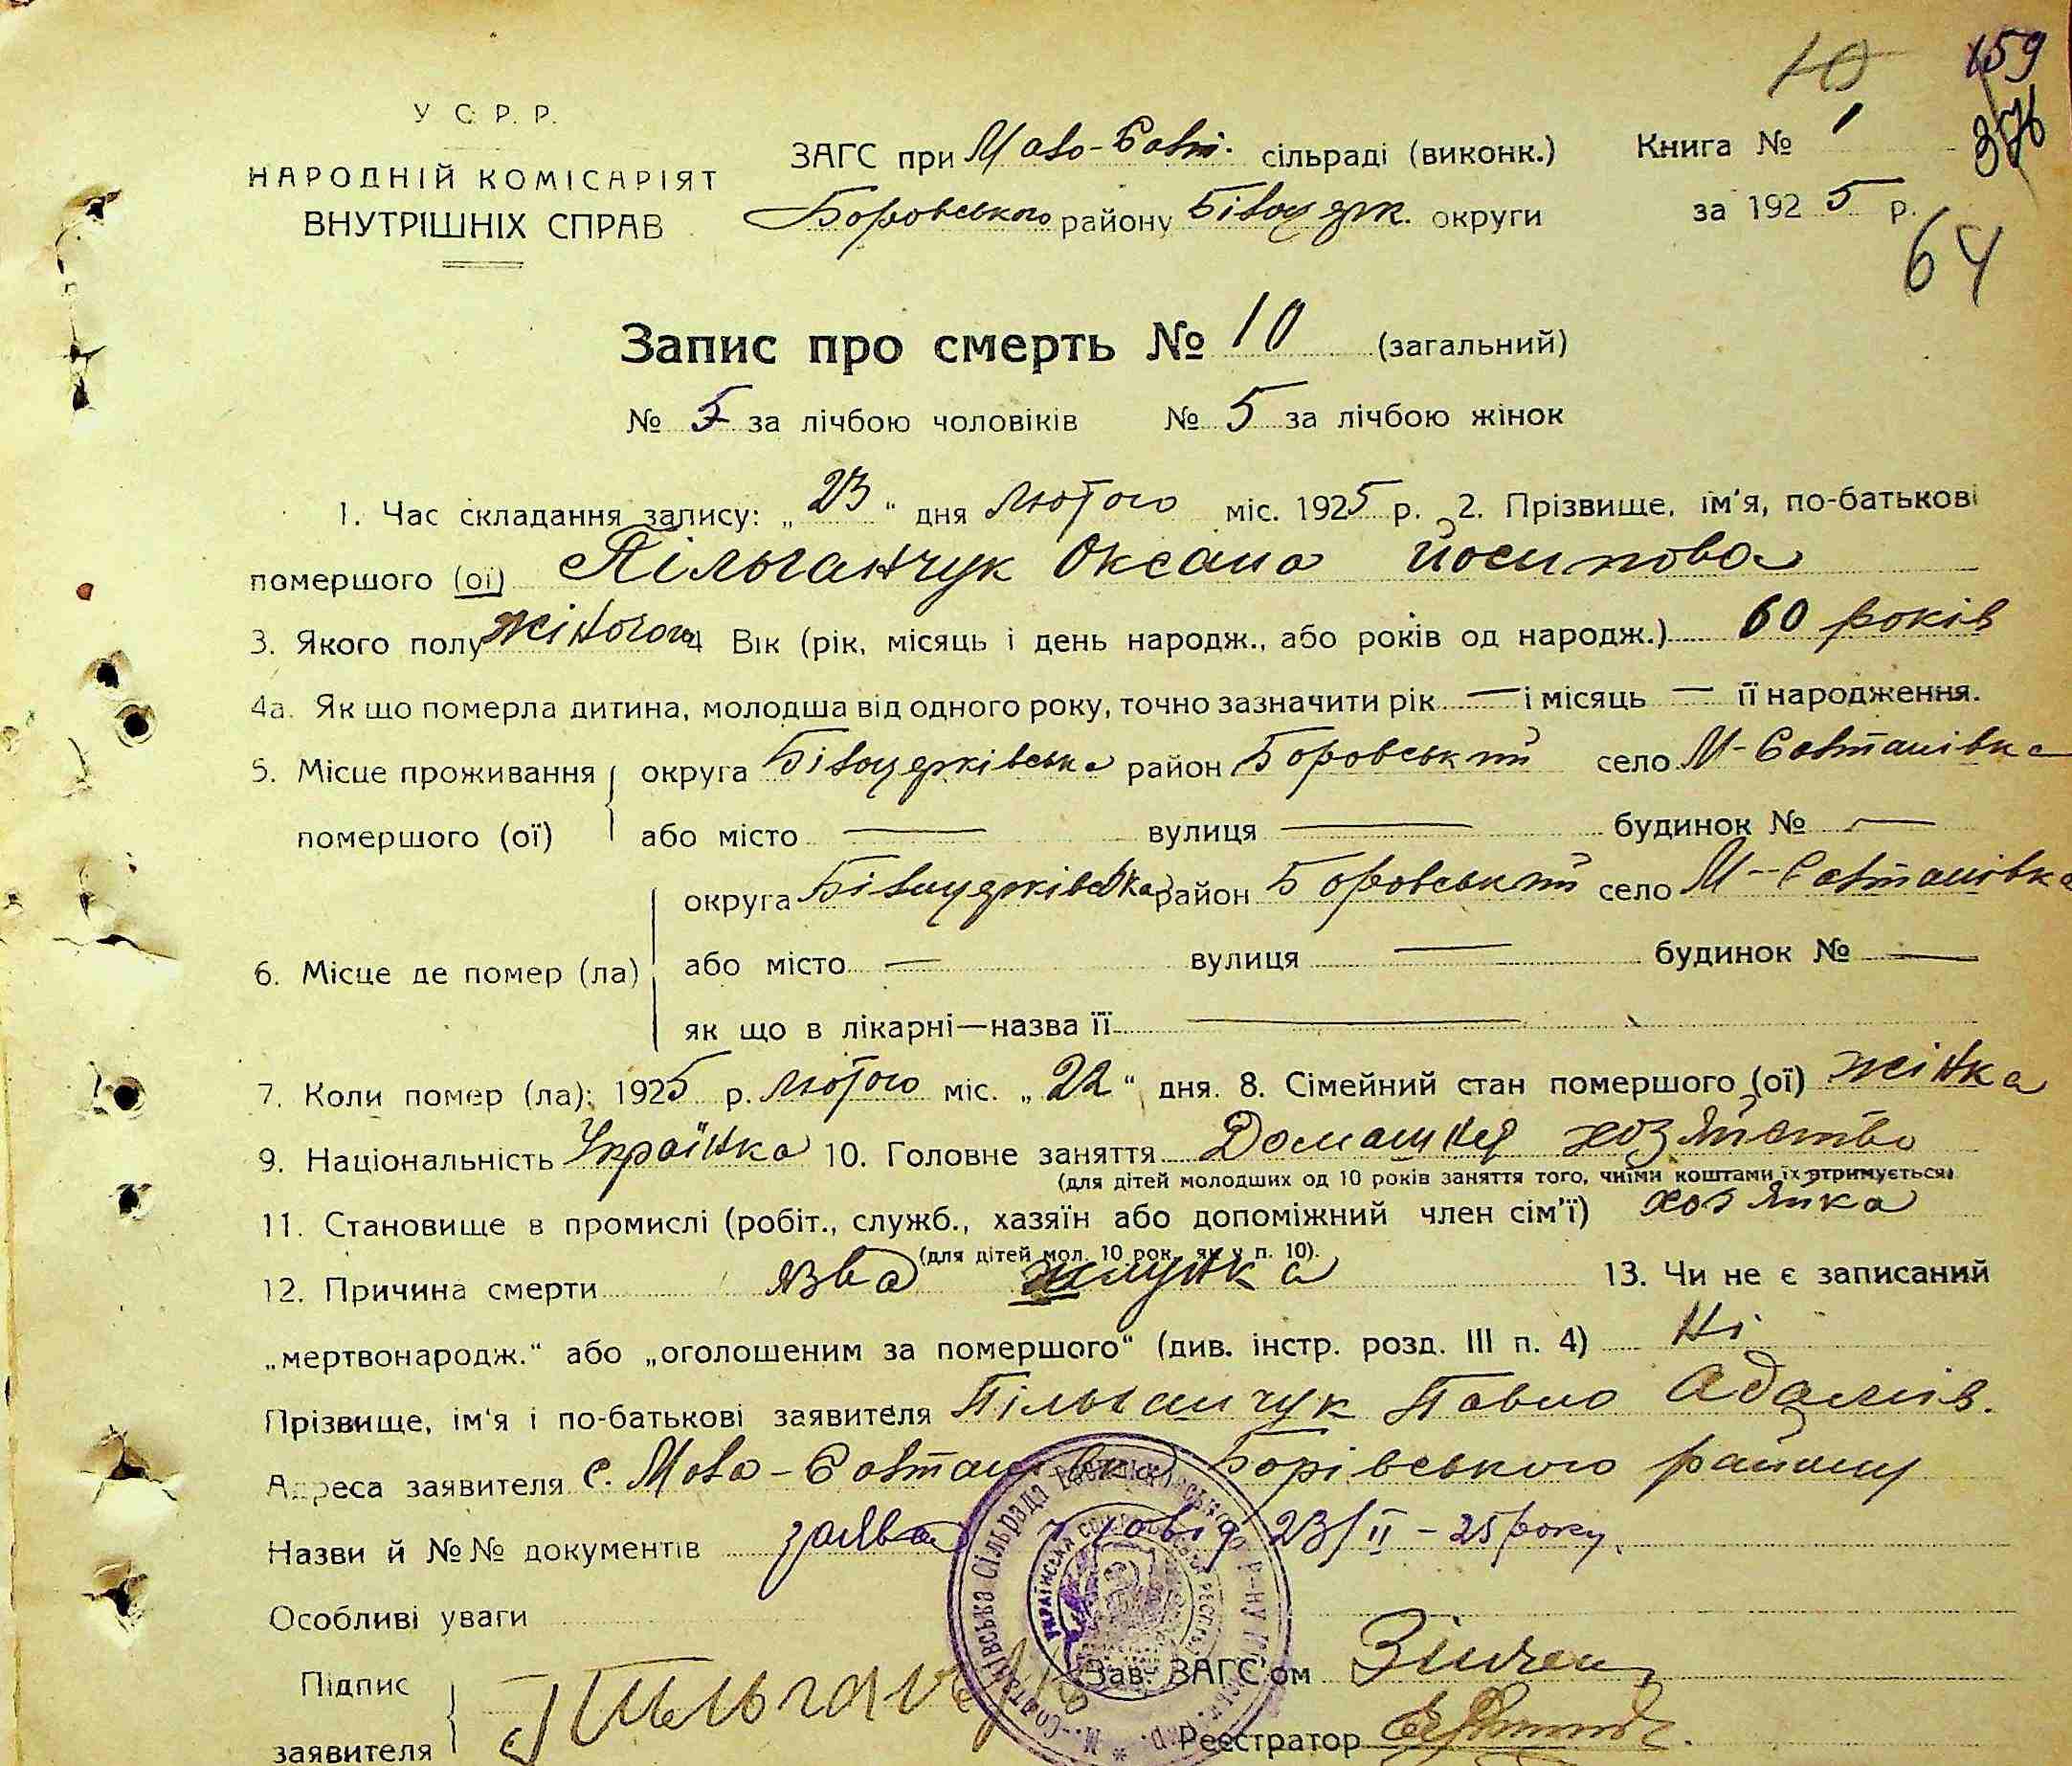 10 159
376
У С. Р. Р.
НАРОДНІЙ КОМІСАРІЯТ
ВНУТРІШНІХ СПРАВ
ЗАГС при Мало-Солт. сільраді (виконк.)
Боровського району Білоцерк. округи
Книга № 1
за 1925 р.
64
Запис про смерть № 10 (загальний)
№ 5 за лічбою чоловіків № 5 за лічбою жінок
1. Час складання запису: „23" дня Лютого міс. 1925 р. 2. Прізвище, ім'я, по-батькові
помершого (ої) Пільганчук Оксана Йосипова
3. Якого полу жіночого 4 Вік (рік, місяць і день народж., або років од народж.) 60 років
4а. Як що померла дитина, молодша від одного року, точно зазначити рік — і місяць — її народження.
5. Місце проживання округа Білоцерківська район Боровський село М-Солтанівка
помершого (ої) або місто — вулиця — будинок № —
округа Білоцерківська район Боровський село М-Солтанівка
6. Місце де помер (ла) або місто — вулиця — будинок № —
як що в лікарні—назва її —
7. Коли помер (ла): 1925 р. Лютого міс. „22" дня. 8. Сімейний стан помершого (ої) жінка
9. Національність Українка 10. Головне заняття Домашнє хозяйство
(для дітей молодших од 10 років заняття того, чиїми коштами їх утримується)
11. Становище в промислі (робіт., служб., хазяїн або допоміжний член сім'ї) хозяйка
(для дітей мол. 10 рок. як у п. 10).
12. Причина смерти язва жлунка 13. Чи не є записаний
„мертвонародж." або „оголошеним за помершого" (див. інстр. розд. III п. 4) Ні
Прізвище, ім'я і по-батькові заявителя Пільганчук Павло Адамів.
Адреса заявителя с. Мало-Солтанівка Борівського району
Назви й №№ документів заява від 23/II – 25 року.
Особливі уваги
Підпис
заявителя
Зав. ЗАГС'ом
Реєстратор